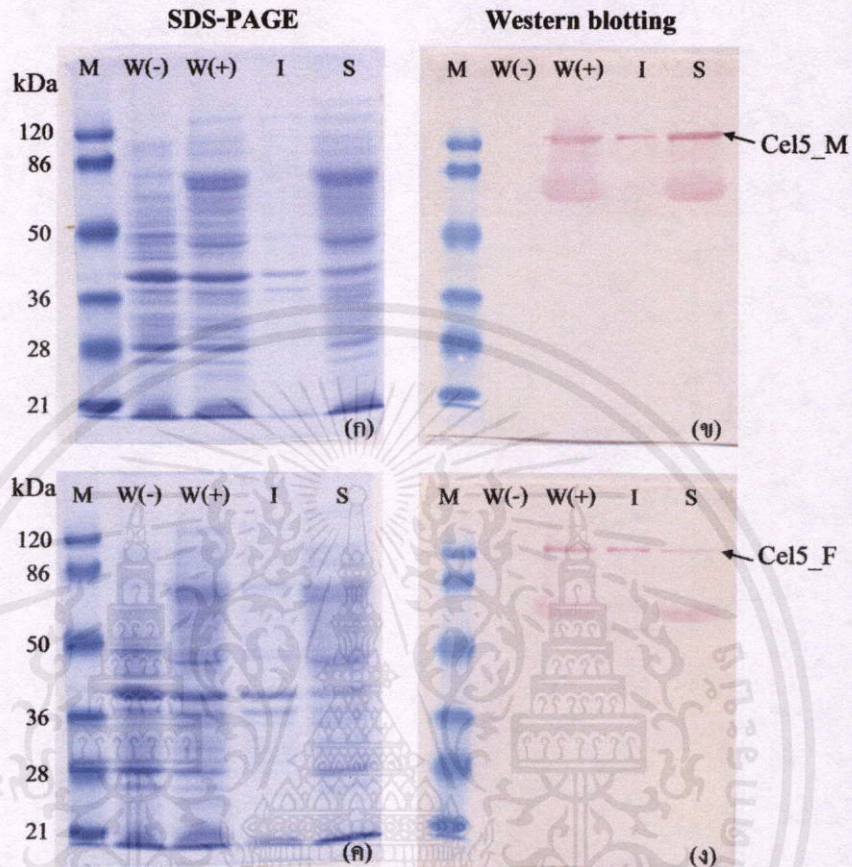 SDS-PAGE
Western blotting
kDa
M W(-) W(+) I S
120
86
50
36
28
21
(ก)
M W(-) W(+) I S
Cel5_M
(ข)
kDa
M W(-) W(+) I S
120
86
50
36
28
21
(ค)
M W(-) W(+) I S
Cel5_F
(ง)